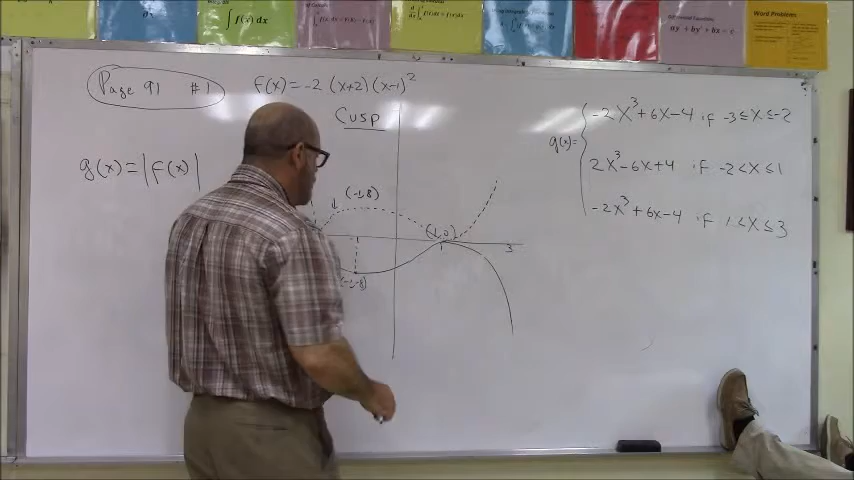 ∫ f(x) dx
Word Problems
Page 91 #1
f(x) = -2 (x+2) (x-1)²
Cusp
g(x) = |f(x)|
(-1,8)
(1,0)
1
3
(-1,-8)
g(x) =
-2x³+6x-4 if -3≤x≤-2
2x³-6x+4 if -2<x≤1
-2x³+6x-4 if 1<x≤3